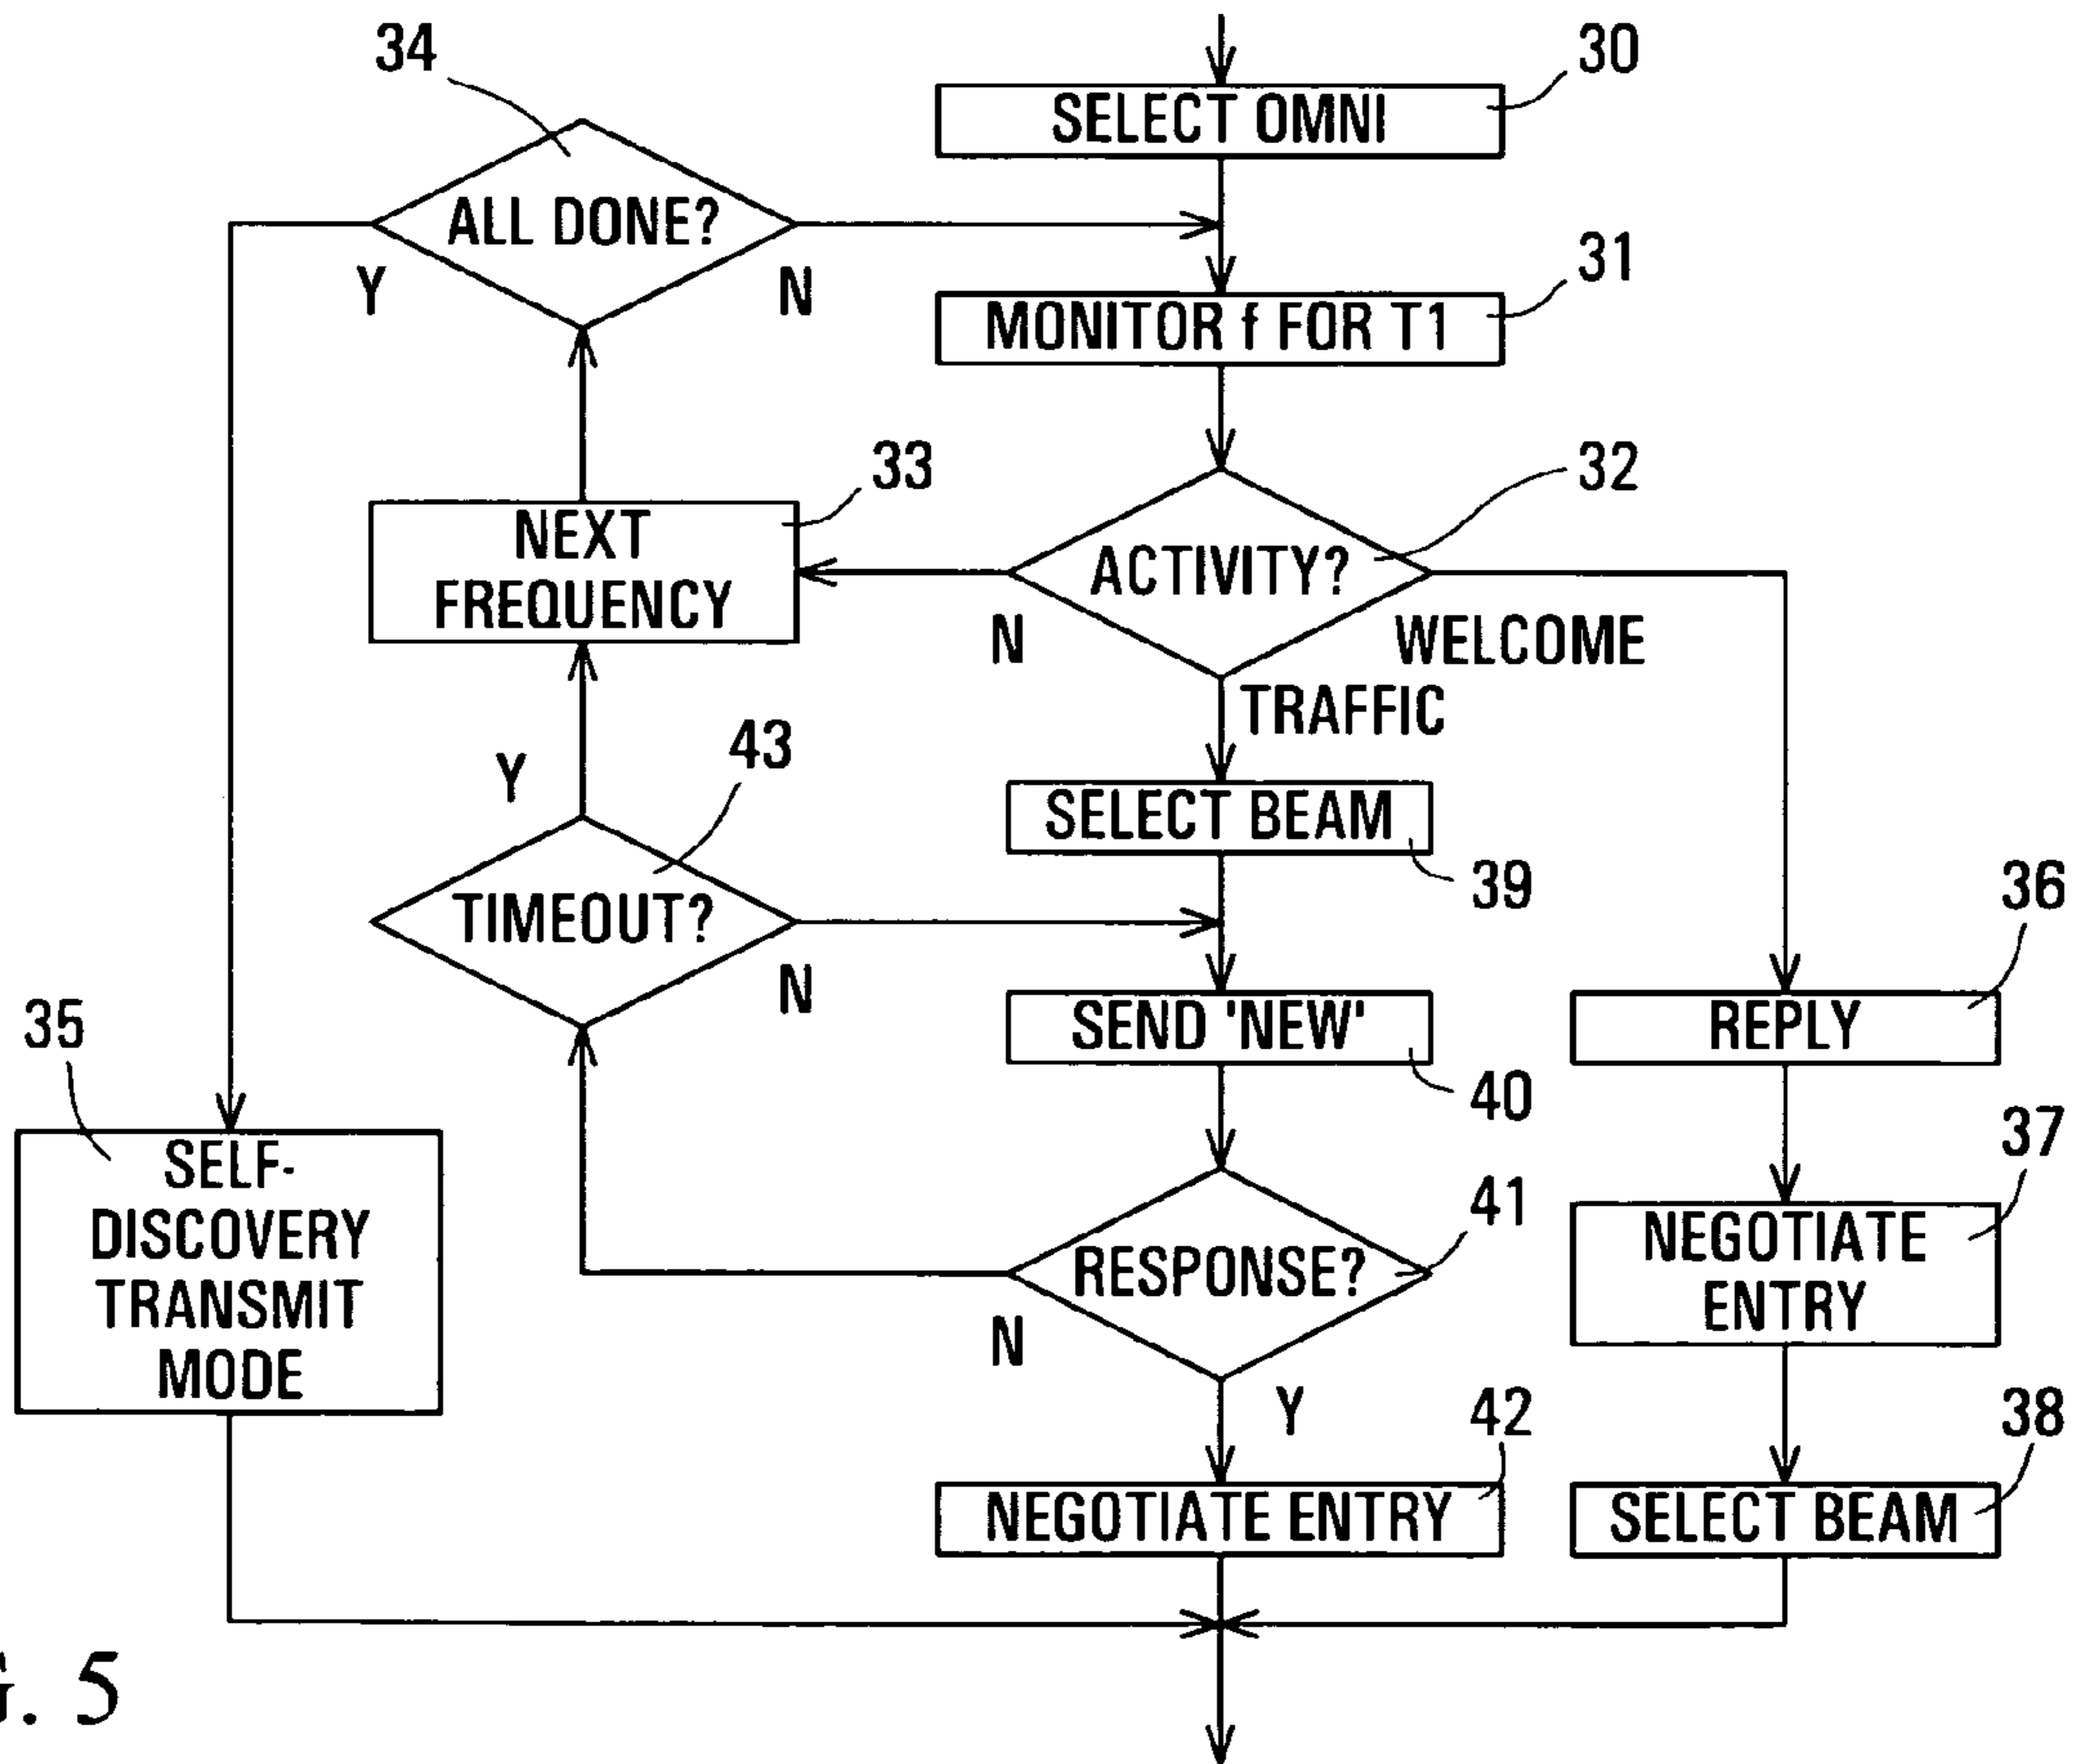 34
30
SELECT OMNI
ALL DONE?
Y
N
31
MONITOR f FOR T1
33
32
NEXT
FREQUENCY
ACTIVITY?
N
WELCOME
TRAFFIC
43
Y
SELECT BEAM
39
36
TIMEOUT?
N
35
SEND 'NEW'
40
REPLY
37
SELF-
DISCOVERY
TRANSMIT
MODE
41
RESPONSE?
N
Y
NEGOTIATE
ENTRY
42
38
NEGOTIATE ENTRY
SELECT BEAM
G. 5